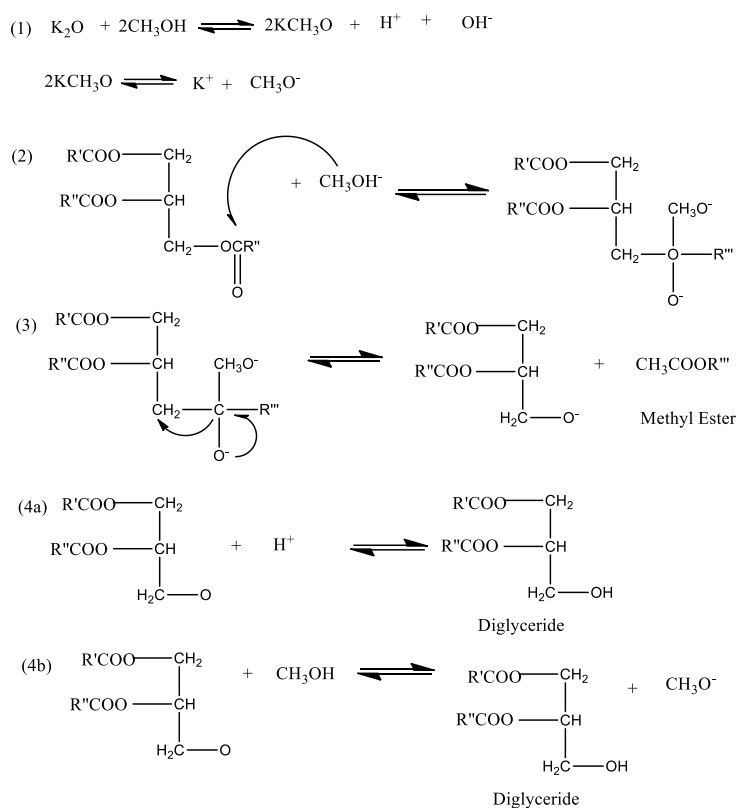 (1) K₂O + 2CH₃OH ⇌ 2KCH₃O + H⁺ + OH⁻
2KCH₃O ⇌ K⁺ + CH₃O⁻
(2) R'COO CH₂
R''COO CH
CH₂ OCR''
O
+ CH₃OH⁻ ⇌
R'COO CH₂
R''COO CH CH₃O⁻
CH₂ O R'''
O⁻
(3) R'COO CH₂
R''COO CH CH₃O⁻
CH₂ C R'''
O⁻
⇌
R'COO CH₂
R''COO CH
H₂C O⁻
+ CH₃COOR'''
Methyl Ester
(4a) R'COO CH₂
R''COO CH
H₂C O
+ H⁺ ⇌
R'COO CH₂
R''COO CH
H₂C OH
Diglyceride
(4b) R'COO CH₂
R''COO CH
H₂C O
+ CH₃OH ⇌
R'COO CH₂
R''COO CH
H₂C OH
+ CH₃O⁻
Diglyceride